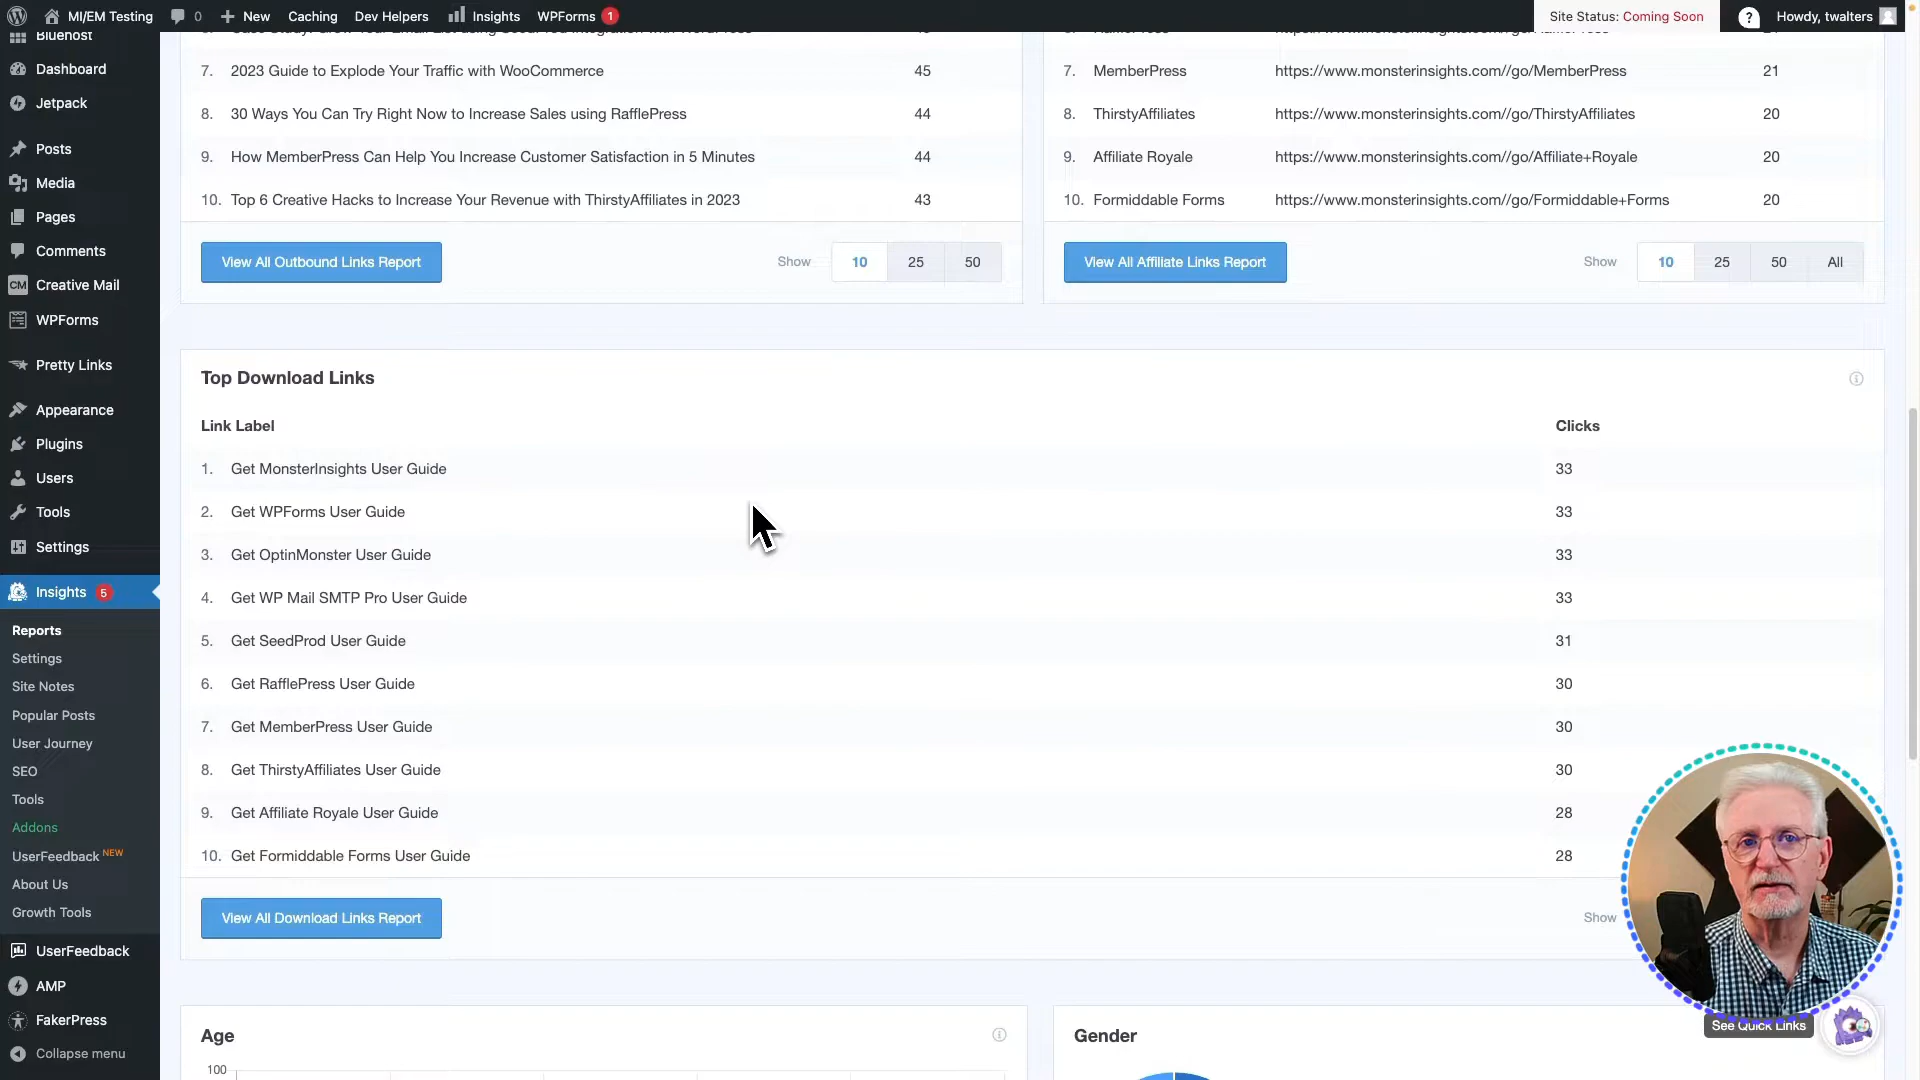 MI/EM Testing 0 New Caching Dev Helpers Insights WPForms 1 Site Status: Coming Soon ? Howdy, twalters
Bluehost
Dashboard
Jetpack
Posts
Media
Pages
Comments
CM Creative Mail
WPForms
Pretty Links
Appearance
Plugins
Users
Tools
Settings
Insights 5
Reports
Settings
Site Notes
Popular Posts
User Journey
SEO
Tools
Addons
UserFeedback NEW
About Us
Growth Tools
UserFeedback
AMP
FakerPress
Collapse menu
7. 2023 Guide to Explode Your Traffic with WooCommerce 45
8. 30 Ways You Can Try Right Now to Increase Sales using RafflePress 44
9. How MemberPress Can Help You Increase Customer Satisfaction in 5 Minutes 44
10. Top 6 Creative Hacks to Increase Your Revenue with ThirstyAffiliates in 2023 43
View All Outbound Links Report Show 10 25 50
7. MemberPress https://www.monsterinsights.com//go/MemberPress 21
8. ThirstyAffiliates https://www.monsterinsights.com//go/ThirstyAffiliates 20
9. Affiliate Royale https://www.monsterinsights.com//go/Affiliate+Royale 20
10. Formiddable Forms https://www.monsterinsights.com//go/Formiddable+Forms 20
View All Affiliate Links Report Show 10 25 50 All
Top Download Links
Link Label Clicks
1. Get MonsterInsights User Guide 33
2. Get WPForms User Guide 33
3. Get OptinMonster User Guide 33
4. Get WP Mail SMTP Pro User Guide 33
5. Get SeedProd User Guide 31
6. Get RafflePress User Guide 30
7. Get MemberPress User Guide 30
8. Get ThirstyAffiliates User Guide 30
9. Get Affiliate Royale User Guide 28
10. Get Formiddable Forms User Guide 28
View All Download Links Report Show
See Quick Links
Age
100
Gender